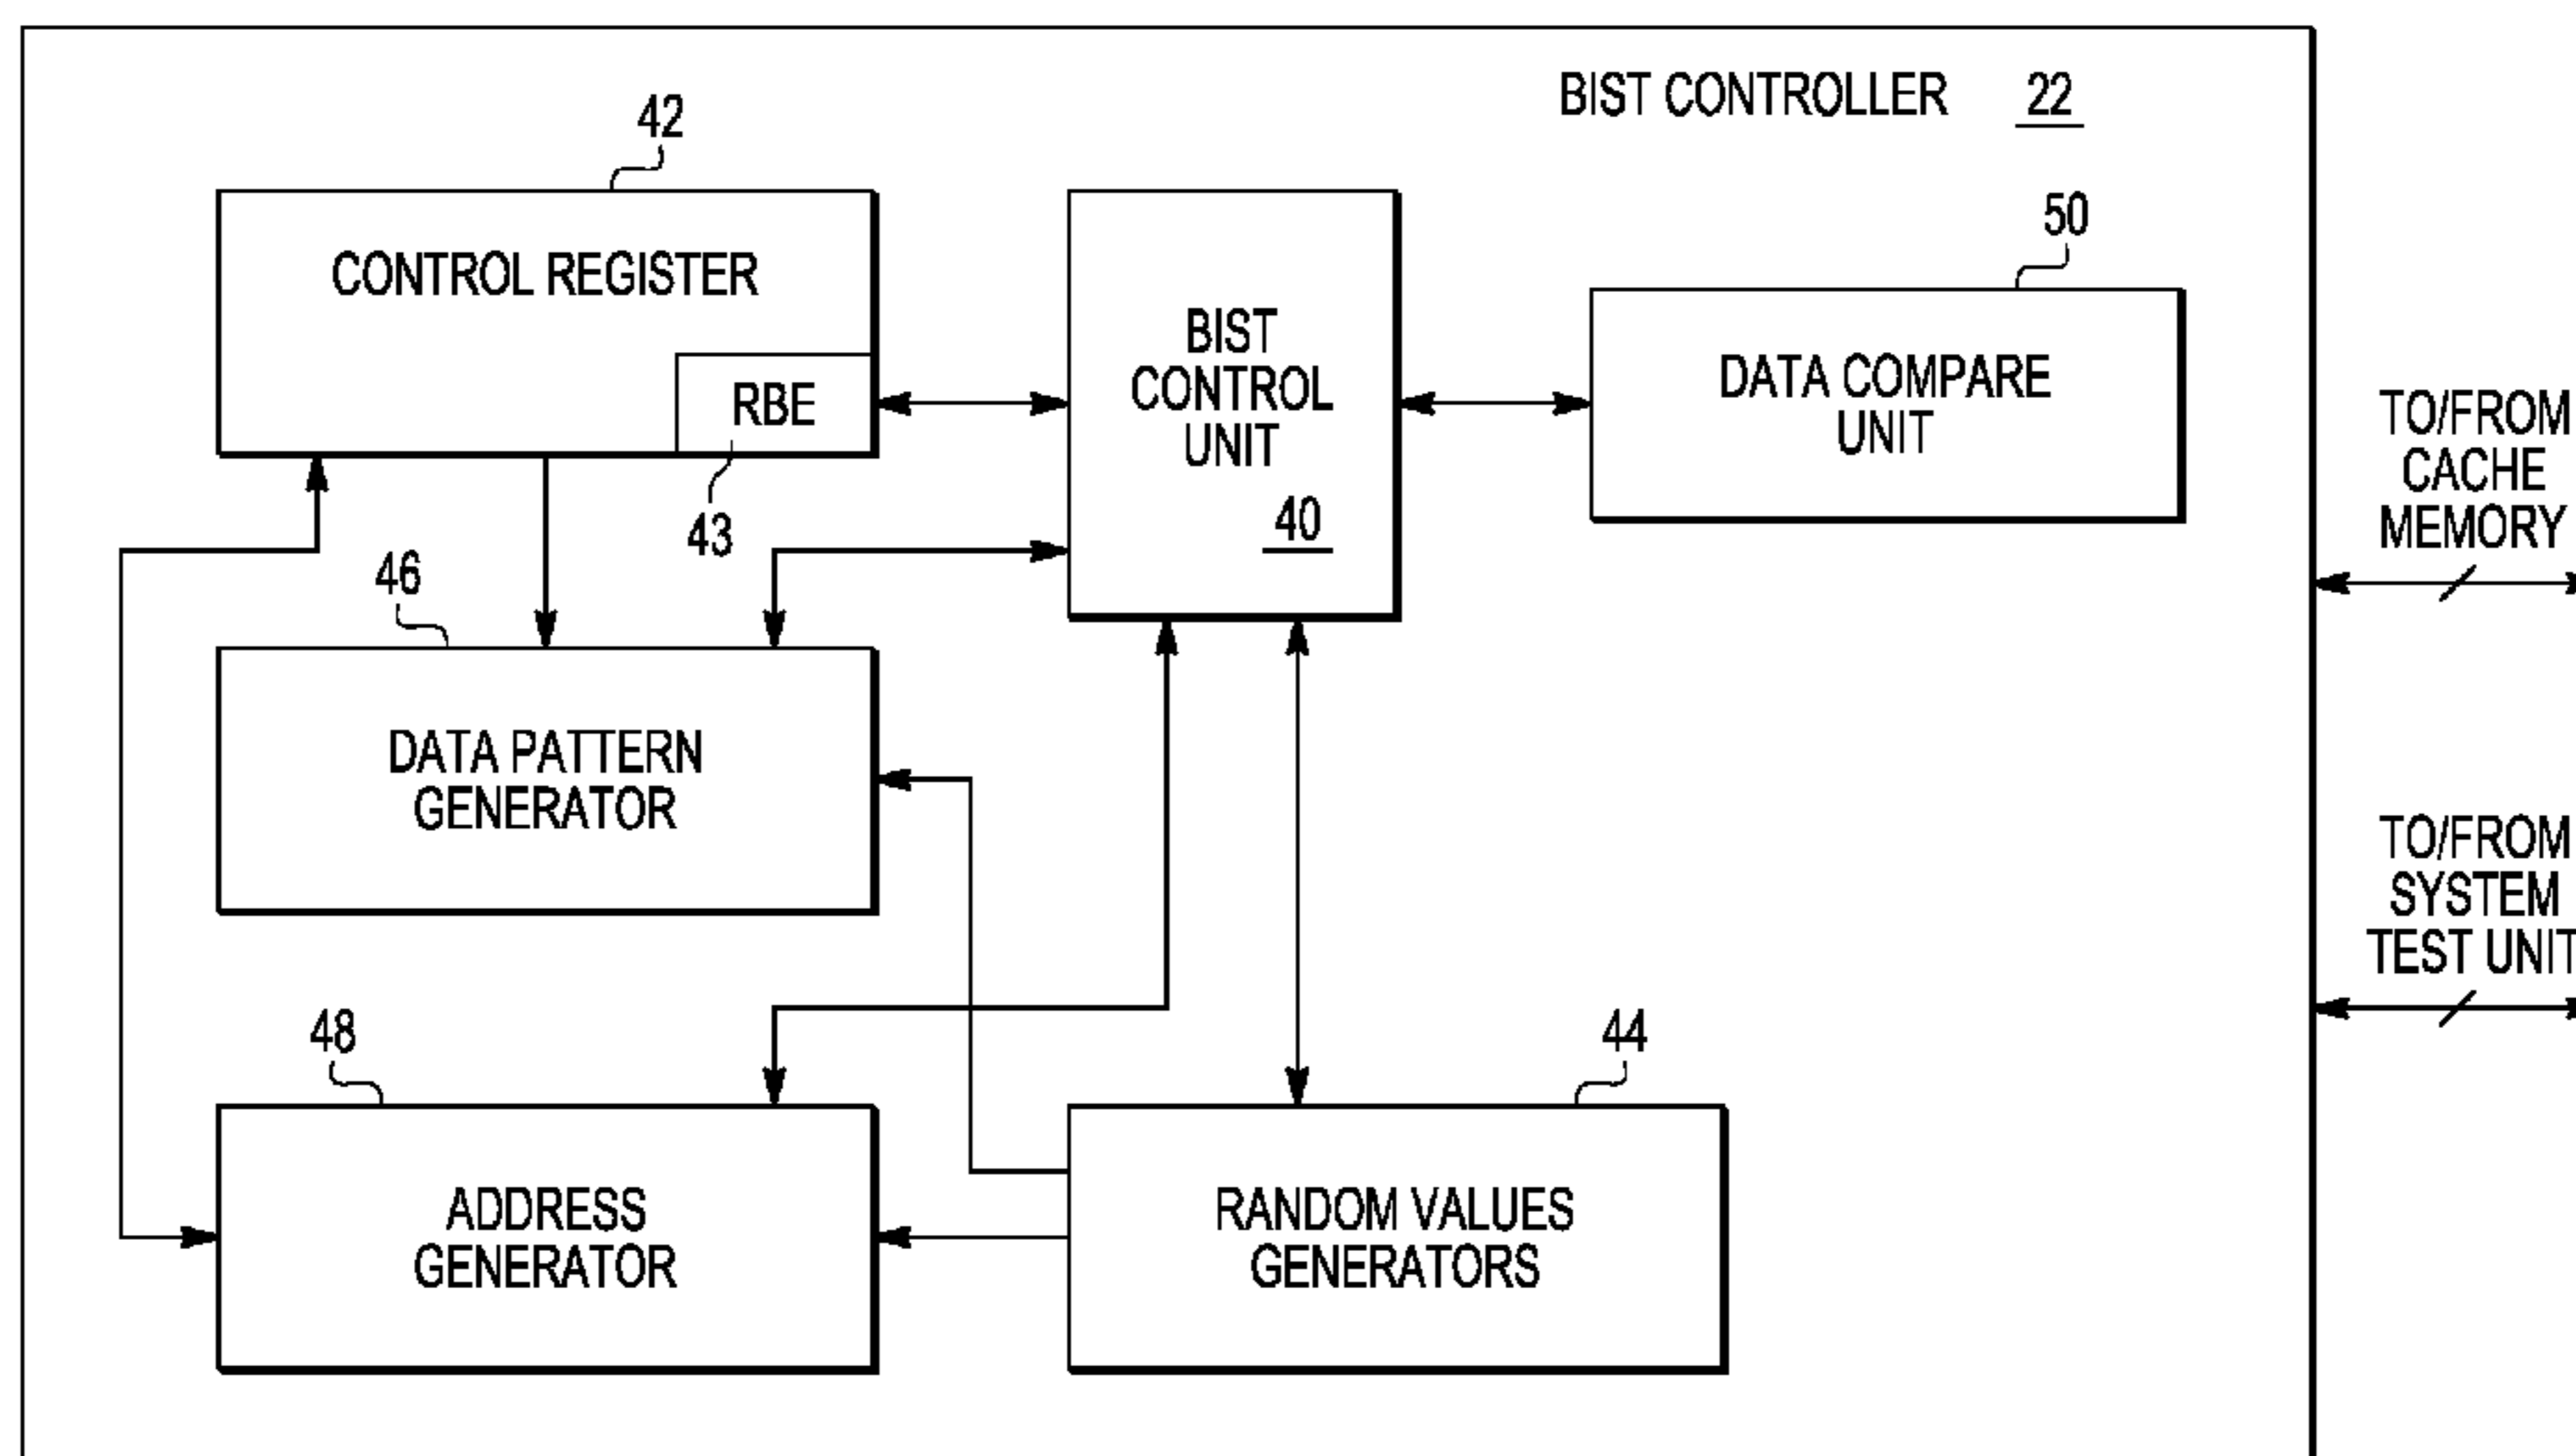 BIST CONTROLLER 22
42
CONTROL REGISTER
RBE
43
BIST
CONTROL
UNIT
40
50
DATA COMPARE
UNIT
TO/FROM
CACHE
MEMORY
46
DATA PATTERN
GENERATOR
TO/FROM
SYSTEM
TEST UNIT
48
ADDRESS
GENERATOR
44
RANDOM VALUES
GENERATORS